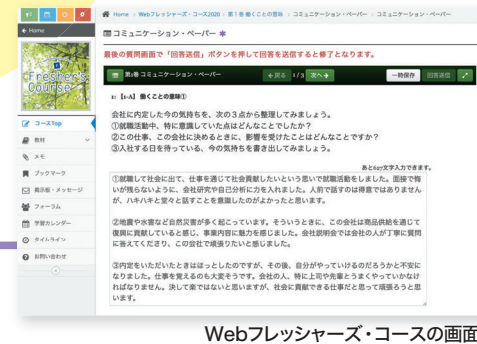 Home › Webフレッシャーズ・コース2026 › 第1巻 働くことの意味 › コミュニケーション・ペーパー › コミュニケーション・ペーパー
Home
コミュニケーション・ペーパー
最後の質問画面で「回答送信」ボタンを押して回答を送信すると修了となります。
Fresher's
Course
第1巻 コミュニケーション・ペーパー
戻る 1/3 次へ
一時保存 回答送信
コースTop
教材
メモ
ブックマーク
掲示板・メッセージ
フォーラム
学習カレンダー
タイムライン
お問い合わせ
1: 【1-A】 働くことの意味①
会社に内定した今の気持ちを、次の3点から整理してみましょう。
①就職活動中、特に意識していた点はどんなことでしたか？
②この仕事、この会社に決めるときに、影響を受けたことはどんなことですか？
③入社する日を待っている、今の気持ちを書き出してみましょう。
あと627文字入力できます。
①就職して社会に出て、仕事を通じて社会貢献したいという思いで就職活動をしました。面接で悔
いが残らないように、会社研究や自己分析に力を入れました。人前で話すのは得意ではありません
が、ハキハキと堂々と話すことを意識したのがよかったと思います。
②地震や水害など自然災害が多く起こっています。そういうときに、この会社は商品供給を通じて
復興に貢献していると感じ、事業内容に魅力を感じました。会社説明会では会社の人が丁寧に質問
に答えてくださり、この会社で頑張りたいと感じました。
③内定をいただいたときはほっとしたのですが、その後、自分がやっていけるのだろうかと不安に
なりました。仕事を覚えるのも大変そうです。会社の人、特に上司や先輩とうまくやっていかなけ
ればなりません。決して楽ではないと思いますが、社会に貢献できる仕事だと思って頑張ろうと思
います。
Webフレッシャーズ・コースの画面